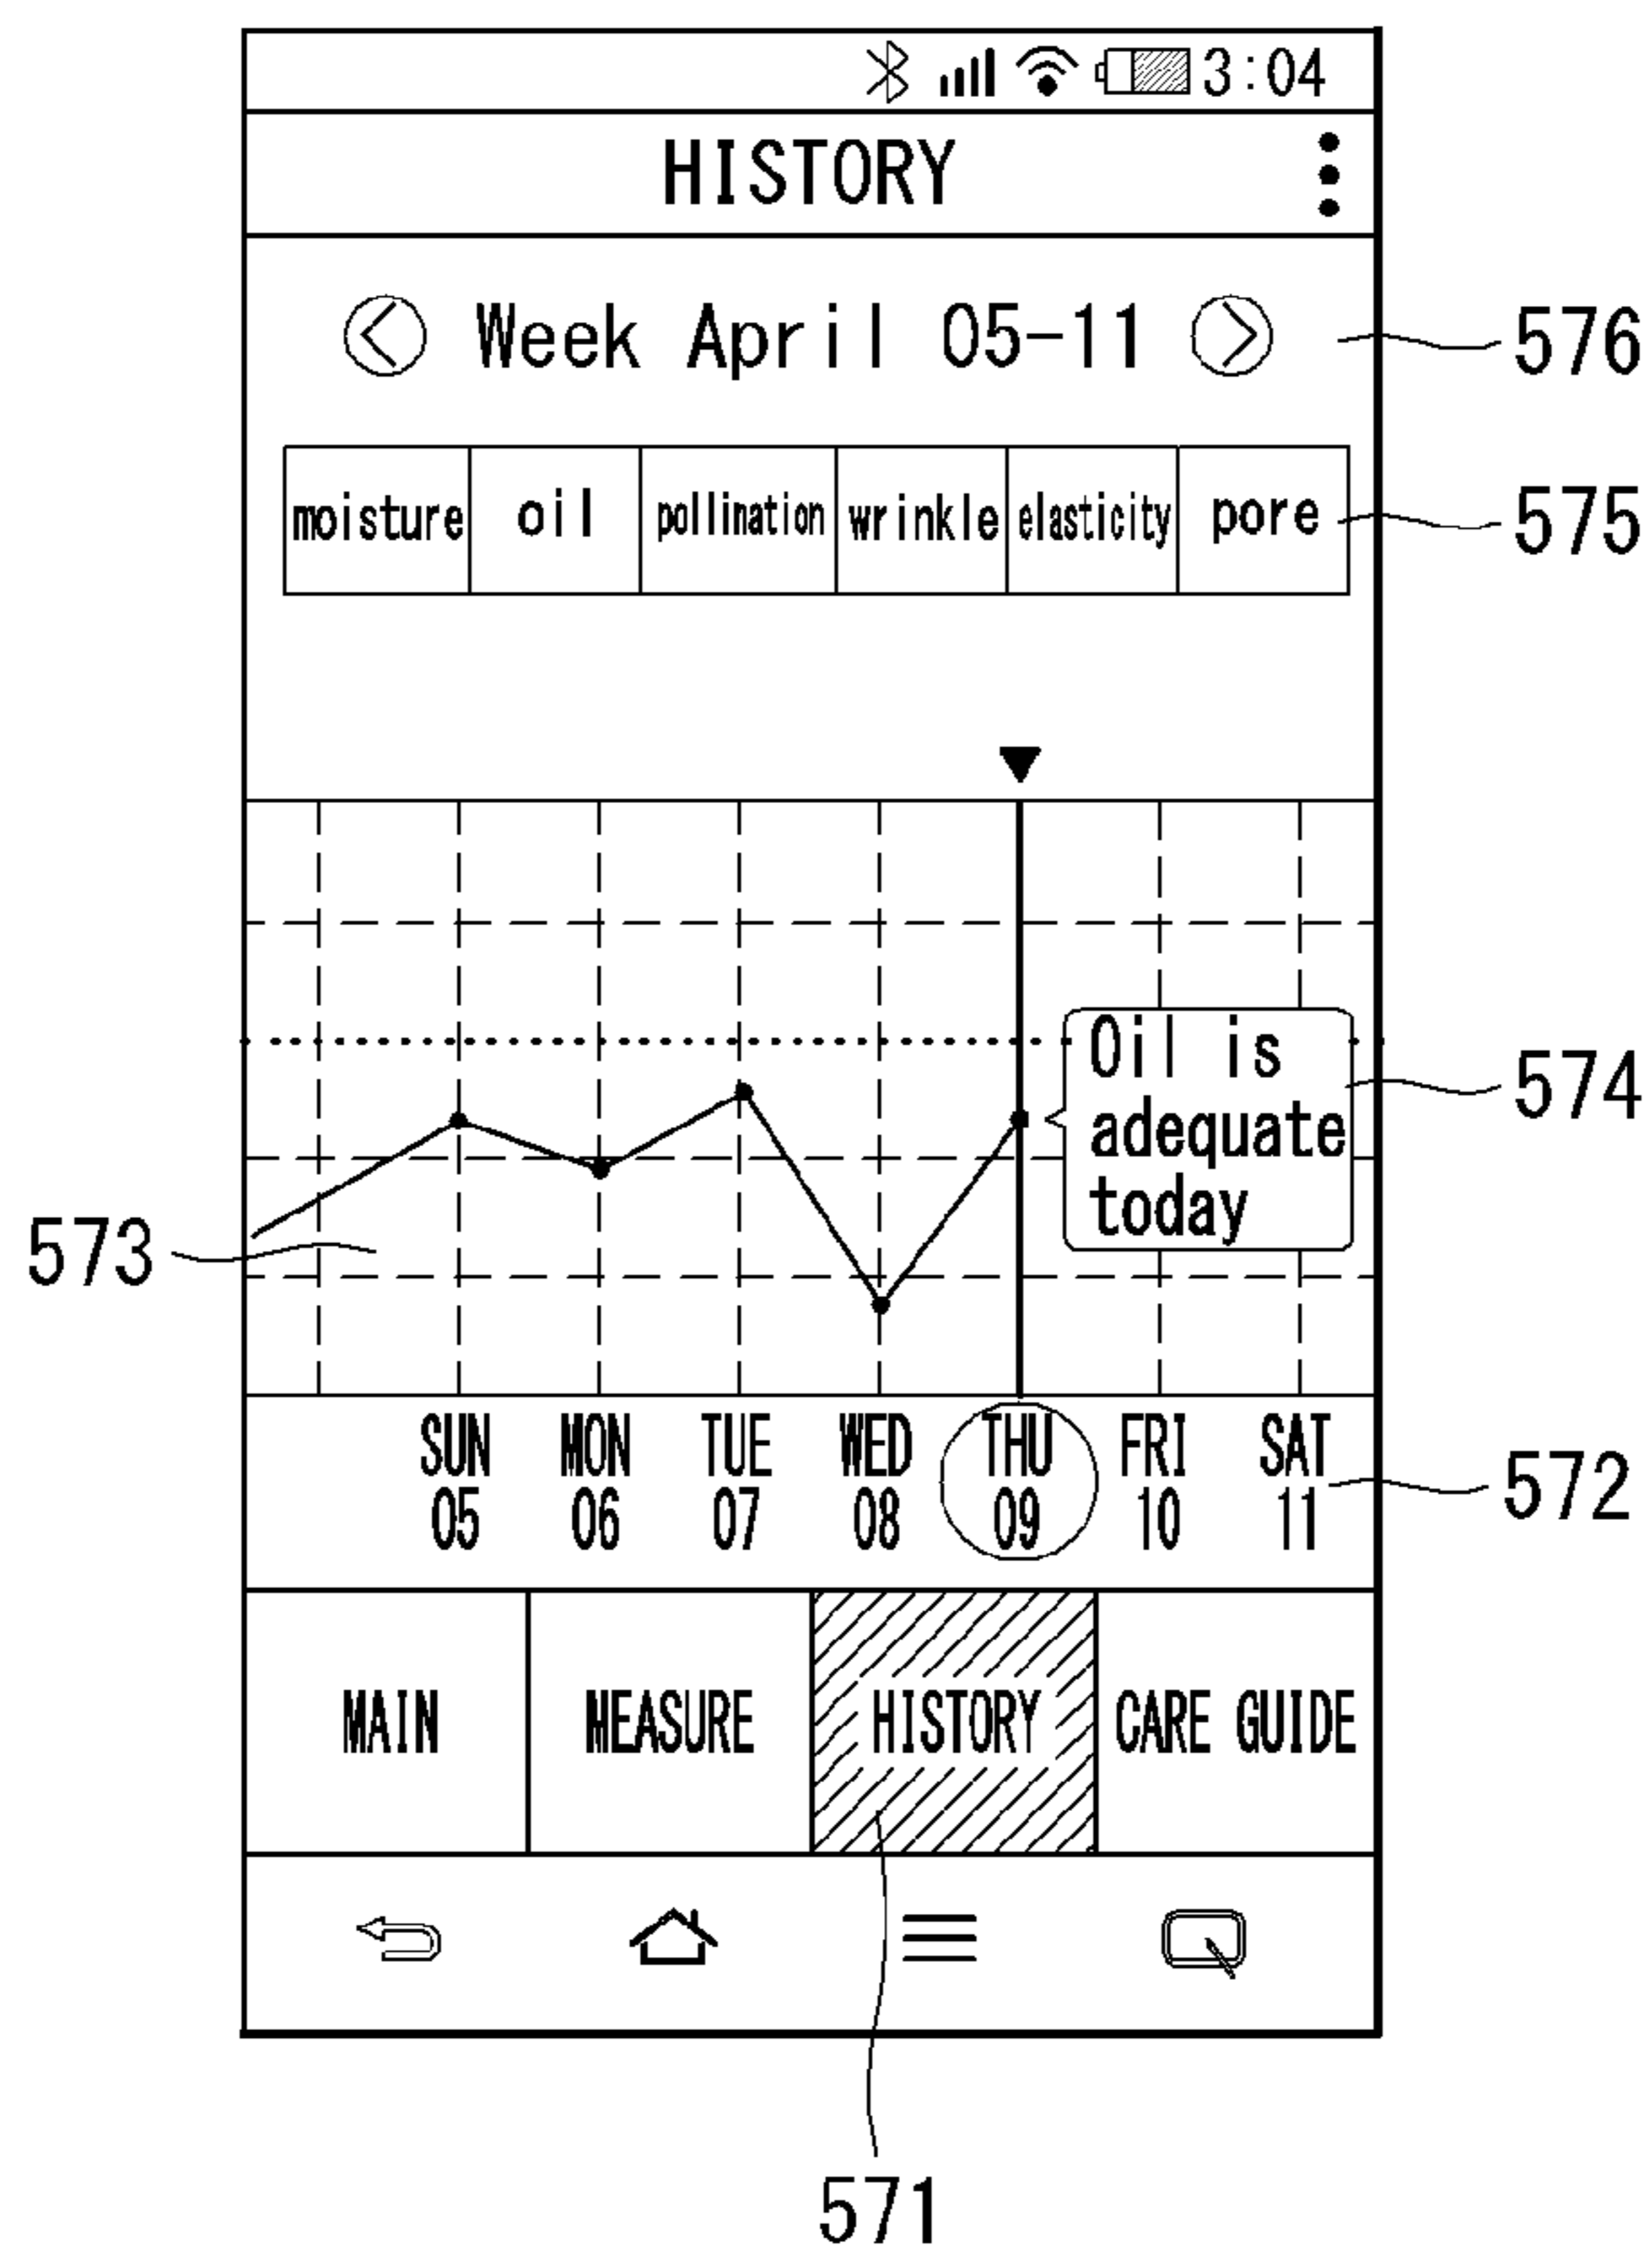 3:04
HISTORY
Week April 05-11
576
moisture oil pollination wrinkle elasticity pore
575
Oil is
adequate
today
574
573
SUN MON TUE WED THU FRI SAT
05 06 07 08 09 10 11
572
MAIN MEASURE HISTORY CARE GUIDE
571